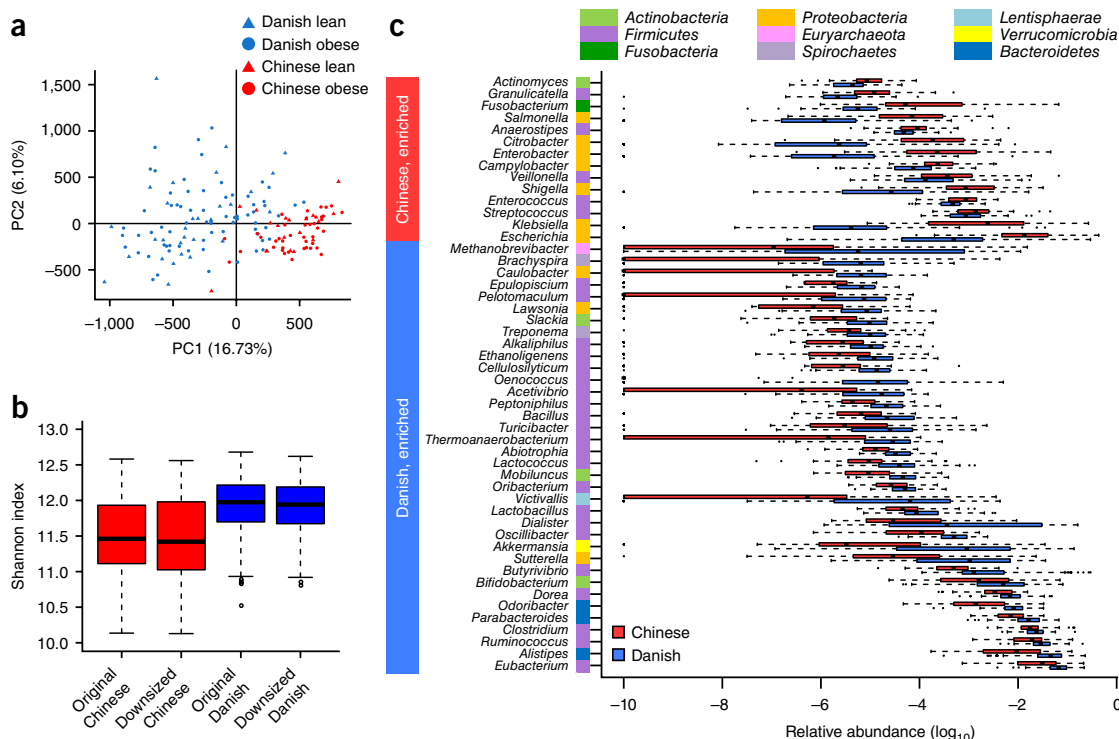 a
Danish lean
Danish obese
Chinese lean
Chinese obese
1,500
1,000
500
0
–500
PC2 (6.10%)
–1,000
–500
0
500
PC1 (16.73%)
b
13.0
12.5
12.0
11.5
11.0
10.5
10.0
Shannon index
Original
Chinese
Downsized
Chinese
Original
Danish
Downsized
Danish
c
Actinobacteria
Firmicutes
Fusobacteria
Proteobacteria
Euryarchaeota
Spirochaetes
Lentisphaerae
Verrucomicrobia
Bacteroidetes
Chinese, enriched
Danish, enriched
Actinomyces
Granulicatella
Fusobacterium
Salmonella
Anaerostipes
Citrobacter
Enterobacter
Campylobacter
Veillonella
Shigella
Enterococcus
Streptococcus
Klebsiella
Escherichia
Methanobrevibacter
Brachyspira
Caulobacter
Epulopiscium
Pelotomaculum
Lawsonia
Slackia
Treponema
Alkaliphilus
Ethanoligenens
Cellulosilyticum
Oenococcus
Acetivibrio
Peptoniphilus
Bacillus
Turicibacter
Thermoanaerobacterium
Abiotrophia
Lactococcus
Mobiluncus
Oribacterium
Victivallis
Lactobacillus
Dialister
Oscillibacter
Akkermansia
Sutterella
Butyrivibrio
Bifidobacterium
Dorea
Odoribacter
Parabacteroides
Clostridium
Ruminococcus
Alistipes
Eubacterium
Chinese
Danish
–10
–8
–6
–4
–2
0
Relative abundance (log10)